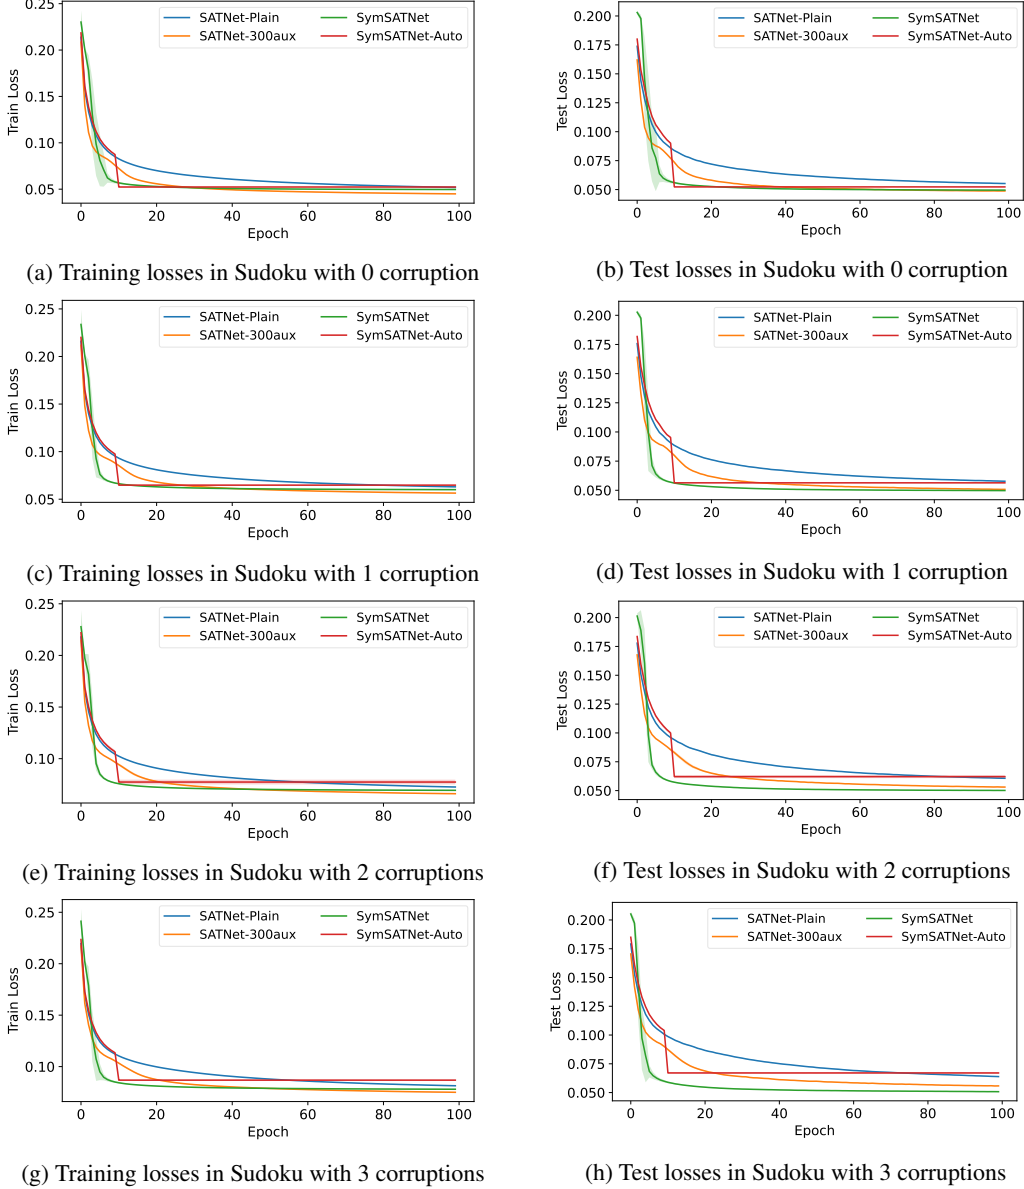 0.25
0.20
0.15
0.10
0.05
Train Loss
0 20 40 60 80 100
Epoch
SATNet-Plain SymSATNet
SATNet-300aux SymSATNet-Auto
(a) Training losses in Sudoku with 0 corruption
0.200
0.175
0.150
0.125
0.100
0.075
0.050
Test Loss
0 20 40 60 80 100
Epoch
SATNet-Plain SymSATNet
SATNet-300aux SymSATNet-Auto
(b) Test losses in Sudoku with 0 corruption
0.25
0.20
0.15
0.10
0.05
Train Loss
0 20 40 60 80 100
Epoch
SATNet-Plain SymSATNet
SATNet-300aux SymSATNet-Auto
(c) Training losses in Sudoku with 1 corruption
0.200
0.175
0.150
0.125
0.100
0.075
0.050
Test Loss
0 20 40 60 80 100
Epoch
SATNet-Plain SymSATNet
SATNet-300aux SymSATNet-Auto
(d) Test losses in Sudoku with 1 corruption
0.25
0.20
0.15
0.10
Train Loss
0 20 40 60 80 100
Epoch
SATNet-Plain SymSATNet
SATNet-300aux SymSATNet-Auto
(e) Training losses in Sudoku with 2 corruptions
0.200
0.175
0.150
0.125
0.100
0.075
0.050
Test Loss
0 20 40 60 80 100
Epoch
SATNet-Plain SymSATNet
SATNet-300aux SymSATNet-Auto
(f) Test losses in Sudoku with 2 corruptions
0.25
0.20
0.15
0.10
Train Loss
0 20 40 60 80 100
Epoch
SATNet-Plain SymSATNet
SATNet-300aux SymSATNet-Auto
(g) Training losses in Sudoku with 3 corruptions
0.200
0.175
0.150
0.125
0.100
0.075
0.050
Test Loss
0 20 40 60 80 100
Epoch
SATNet-Plain SymSATNet
SATNet-300aux SymSATNet-Auto
(h) Test losses in Sudoku with 3 corruptions